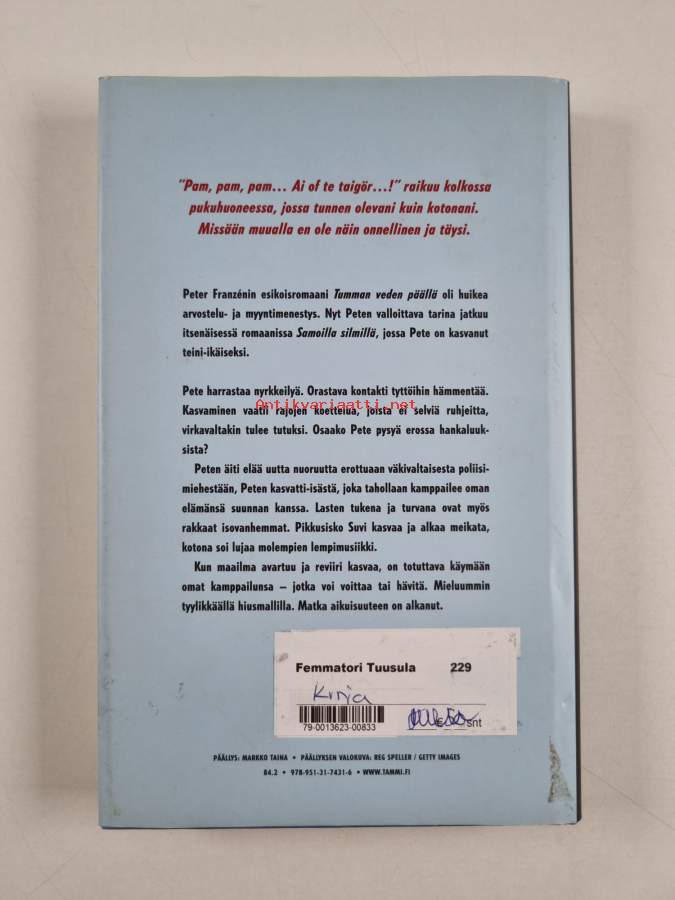 "Pam, pam, pam... Ai of te taigör...!" raikuu kolkossa
pukuhuoneessa, jossa tunnen olevani kuin kotonani.
Missään muualla en ole näin onnellinen ja täysi.
Peter Franzénin esikoisromaani Tumman veden päällä oli huikea
arvostelu- ja myyntimenestys. Nyt Peten valloittava tarina jatkuu
itsenäisessä romaanissa Samoilla silmillä, jossa Pete on kasvanut
teini-ikäiseksi.
Pete harrastaa nyrkkeilyä. Orastava kontakti tyttöihin hämmentää.
Antikvariaatti.net
Kasvaminen vaatii rajojen koettelua, joista ei selviä ruhjeitta,
virkavaltakin tulee tutuksi. Osaako Pete pysyä erossa hankaluuk-
sista?
Peten äiti elää uutta nuoruutta erottuaan väkivaltaisesta poliisi-
miehestään, Peten kasvatti-isästä, joka tahollaan kamppailee oman
elämänsä suunnan kanssa. Lasten tukena ja turvana ovat myös
rakkaat isovanhemmat. Pikkusisko Suvi kasvaa ja alkaa meikata,
kotona soi lujaa molempien lempimusiikki.
Kun maailma avartuu ja reviiri kasvaa, on totuttava käymään
omat kamppailunsa – jotka voi voittaa tai hävitä. Mieluummin
tyylikkäällä hiusmallilla. Matka aikuisuuteen on alkanut.
Femmatori Tuusula 229
Kirja
79-0013623-00833
€ snt
PÄÄLLYS: MARKKO TAINA • PÄÄLLYKSEN VALOKUVA: REG SPELLER / GETTY IMAGES
84.2 • 978-951-31-7431-6 • WWW.TAMMI.FI